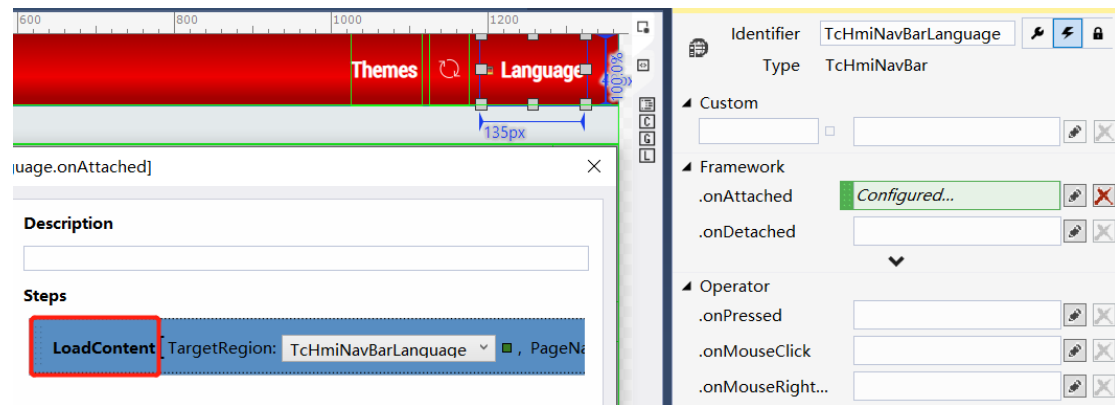 600
800
1000
1200
Themes
Language
100.0%
135px
uage.onAttached]
Description
Steps
LoadContent [ TargetRegion: TcHmiNavBarLanguage , PageNa
C
G
L
Identifier TcHmiNavBarLanguage
Type TcHmiNavBar
Custom
Framework
.onAttached Configured...
.onDetached
Operator
.onPressed
.onMouseClick
.onMouseRight...